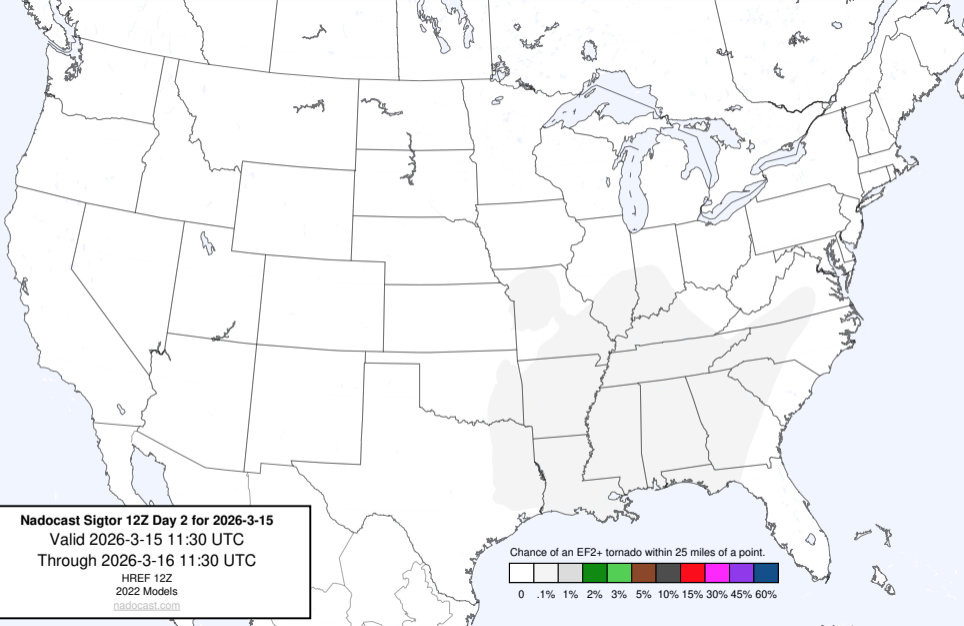 Nadocast Sigtor 12Z Day 2 for 2026-3-15
Valid 2026-3-15 11:30 UTC
Through 2026-3-16 11:30 UTC
HREF 12Z
2022 Models
nadocast.com
Chance of an EF2+ tornado within 25 miles of a point.
0 .1% 1% 2% 3% 5% 10% 15% 30% 45% 60%